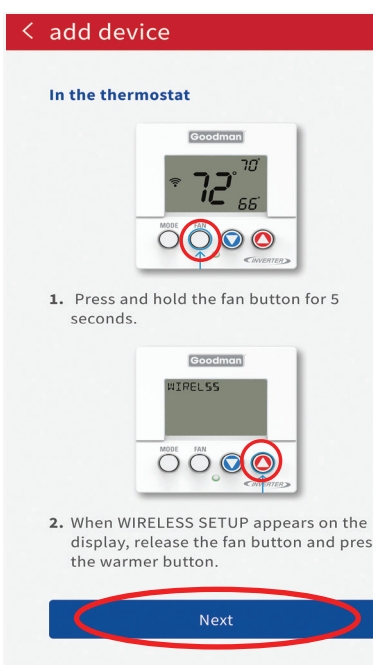 < add device
In the thermostat
Goodman
70°
72°
66°
MODE FAN
INVERTER
1. Press and hold the fan button for 5
seconds.
Goodman
WIRELSS
MODE FAN
INVERTER
2. When WIRELESS SETUP appears on the
display, release the fan button and pres
the warmer button.
Next